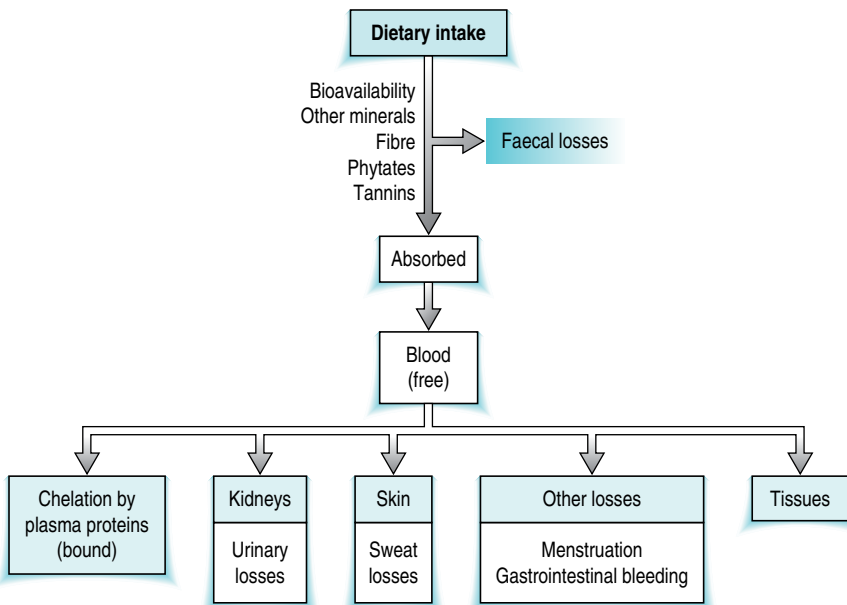 Dietary intake
Bioavailability
Other minerals
Fibre
Phytates
Tannins
Faecal losses
Absorbed
Blood
(free)
Chelation by
plasma proteins
(bound)
Kidneys
Urinary
losses
Skin
Sweat
losses
Other losses
Menstruation
Gastrointestinal bleeding
Tissues